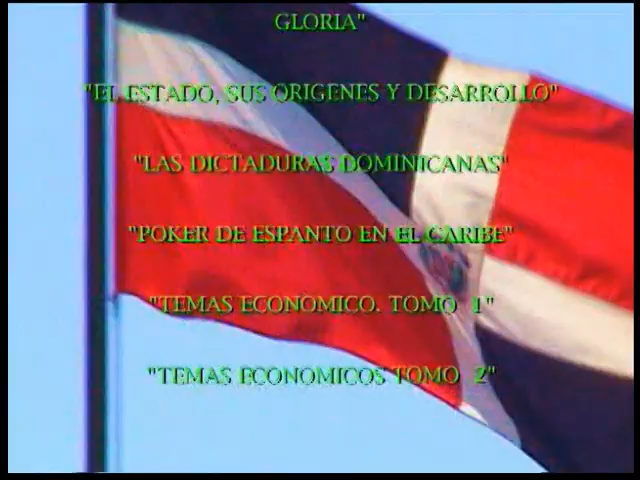 GLORIA"
"EL ESTADO, SUS ORIGENES Y DESARROLLO"
"LAS DICTADURAS DOMINICANAS"
"POKER DE ESPANTO EN EL CARIBE"
"TEMAS ECONOMICO. TOMO 1"
"TEMAS ECONOMICOS TOMO 2"